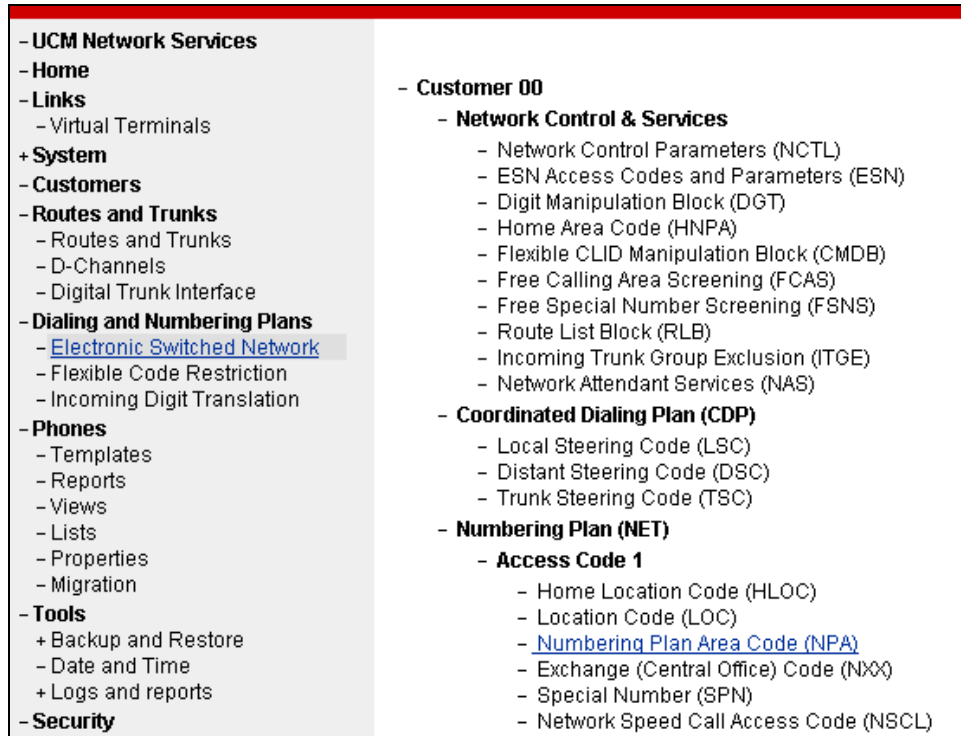 – UCM Network Services
– Home
– Links
– Virtual Terminals
+ System
– Customers
– Routes and Trunks
– Routes and Trunks
– D-Channels
– Digital Trunk Interface
– Dialing and Numbering Plans
– Electronic Switched Network
– Flexible Code Restriction
– Incoming Digit Translation
– Phones
– Templates
– Reports
– Views
– Lists
– Properties
– Migration
– Tools
+ Backup and Restore
– Date and Time
+ Logs and reports
– Security
– Customer 00
– Network Control & Services
– Network Control Parameters (NCTL)
– ESN Access Codes and Parameters (ESN)
– Digit Manipulation Block (DGT)
– Home Area Code (HNPA)
– Flexible CLID Manipulation Block (CMDB)
– Free Calling Area Screening (FCAS)
– Free Special Number Screening (FSNS)
– Route List Block (RLB)
– Incoming Trunk Group Exclusion (ITGE)
– Network Attendant Services (NAS)
– Coordinated Dialing Plan (CDP)
– Local Steering Code (LSC)
– Distant Steering Code (DSC)
– Trunk Steering Code (TSC)
– Numbering Plan (NET)
– Access Code 1
– Home Location Code (HLOC)
– Location Code (LOC)
– Numbering Plan Area Code (NPA)
– Exchange (Central Office) Code (NXX)
– Special Number (SPN)
– Network Speed Call Access Code (NSCL)